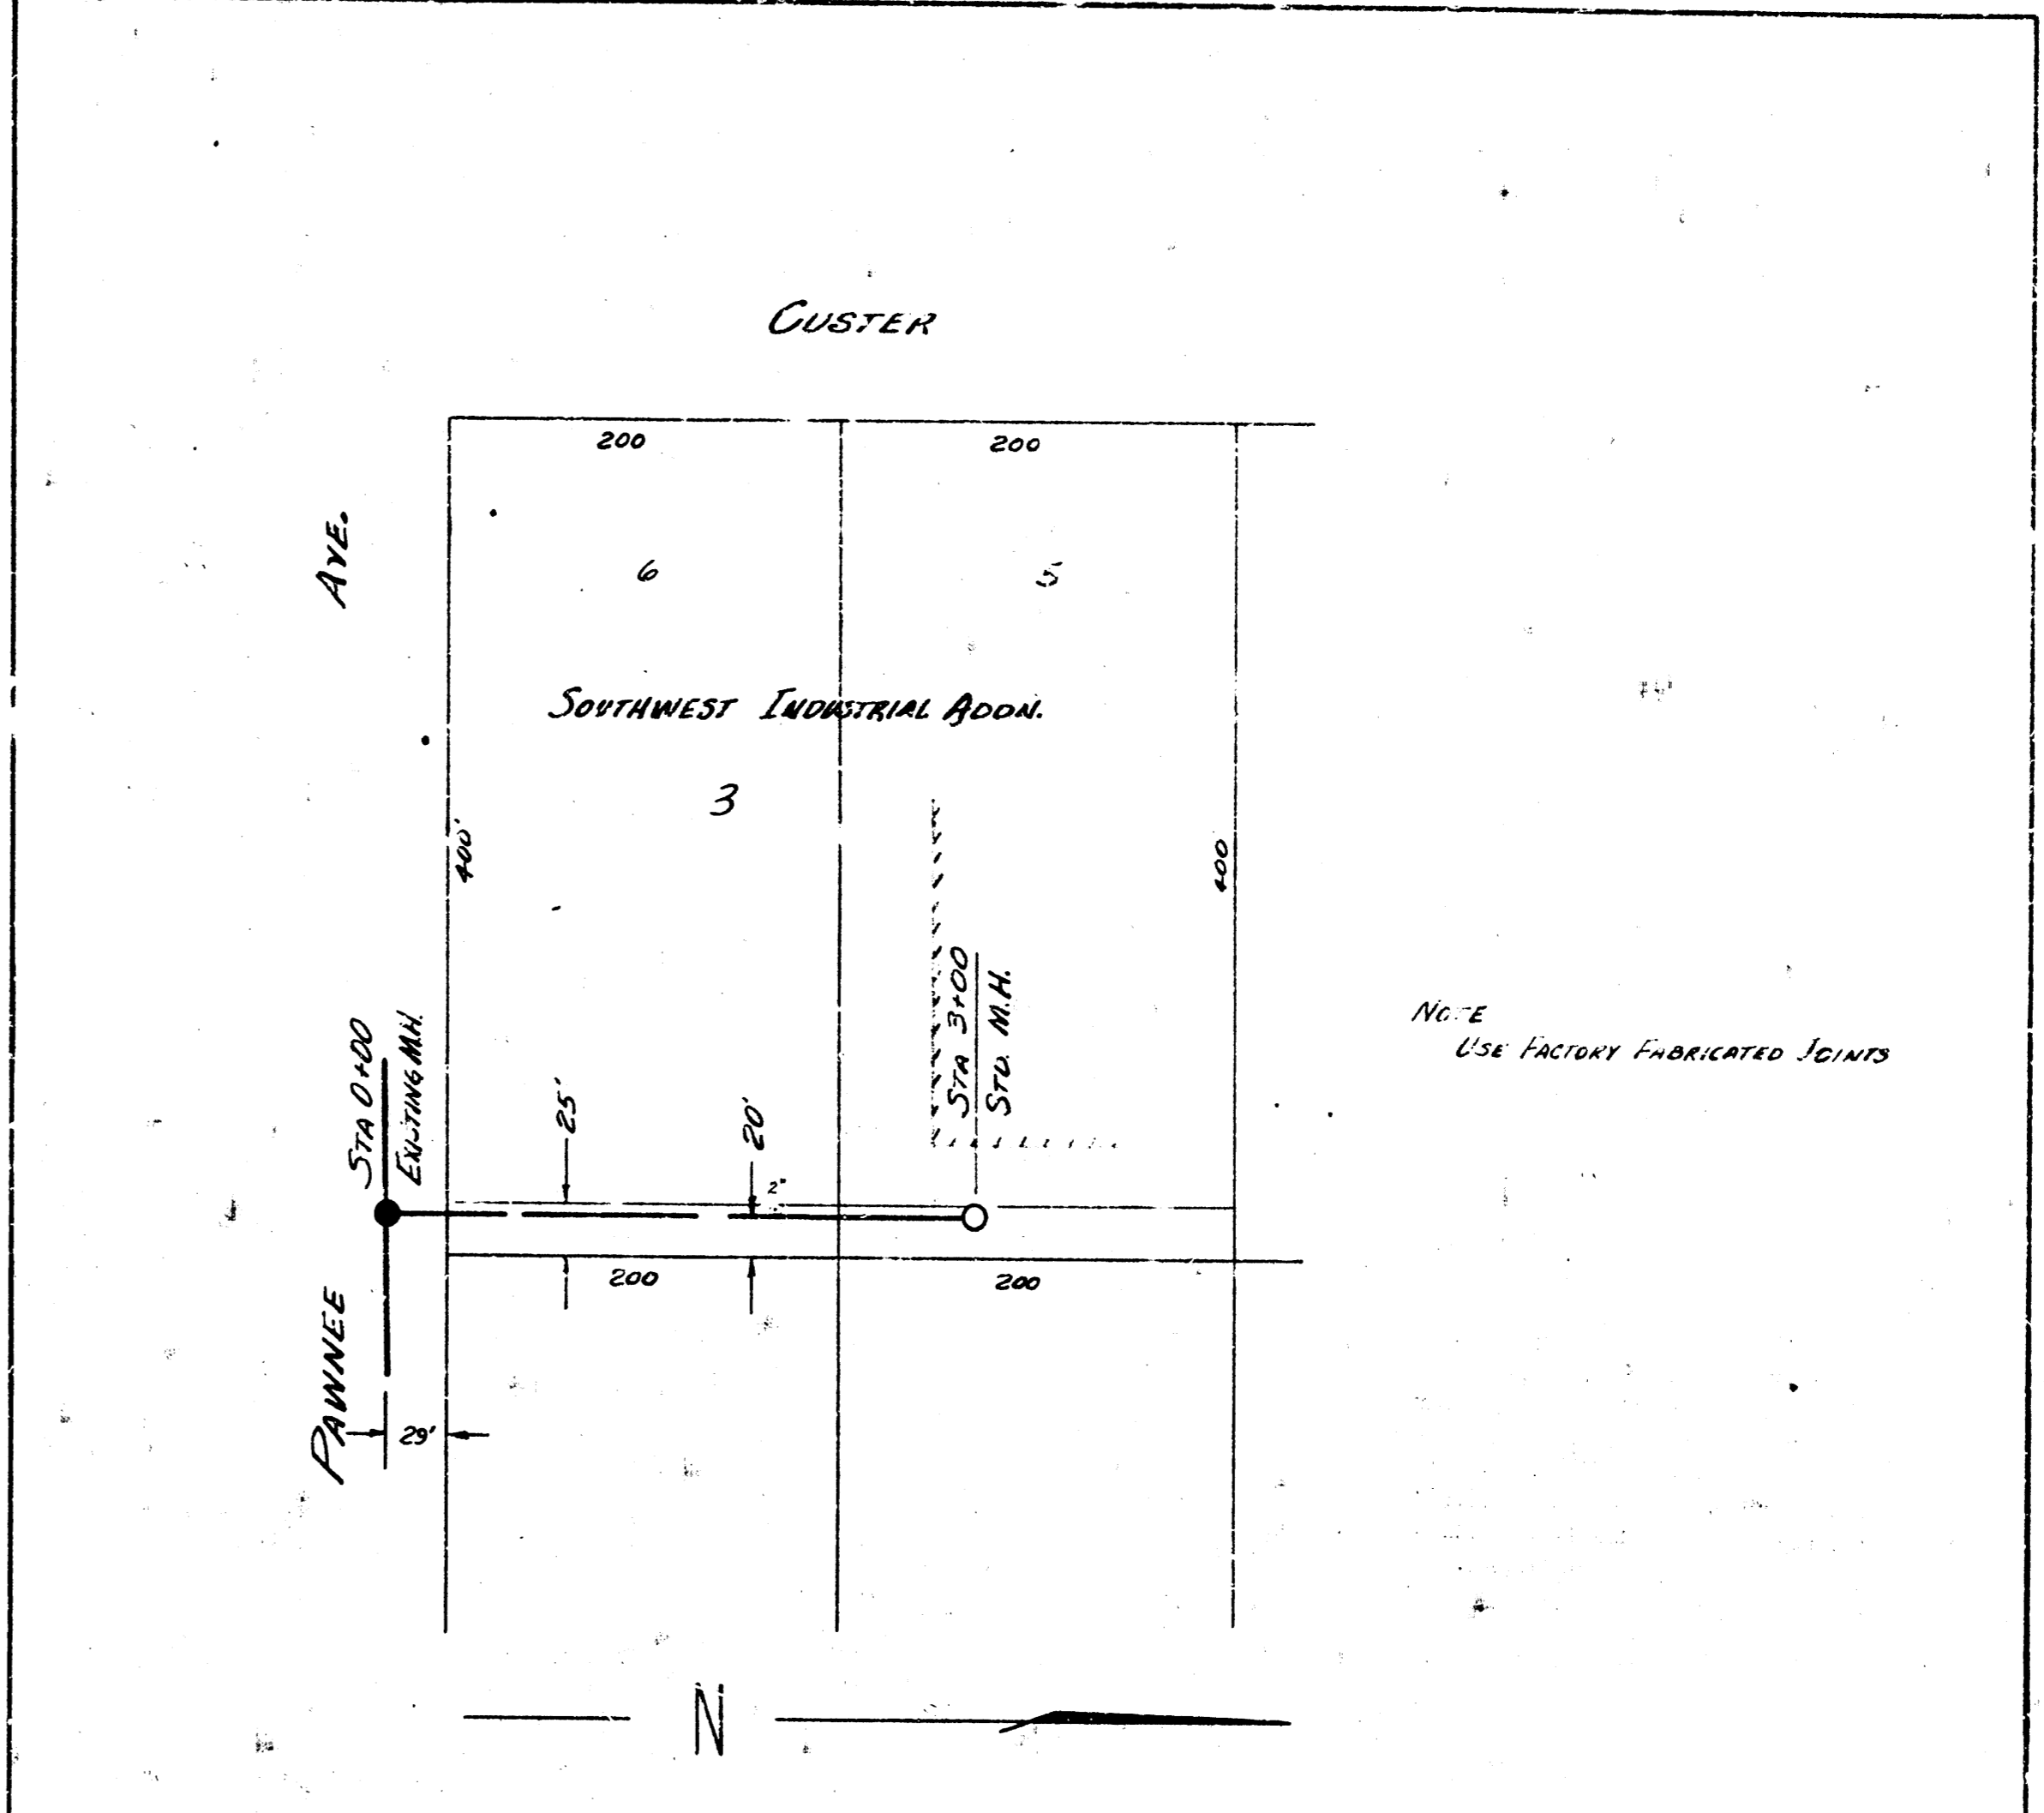 CUSTER
200
200
AVE.
6
5
SOUTHWEST INDUSTRIAL ADDN.
3
400'
400
STA 0+00
EXISTING M.H.
25'
20'
2"
STA 3+00
STD. M.H.
NOTE
USE FACTORY FABRICATED JOINTS
200
200
PAWNEE
29'
N